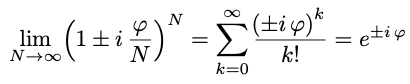 lim_{N→∞} (1 ± i φ/N)^N = ∑_{k=0}^{∞} (±i φ)^k / k! = e^{±i φ}